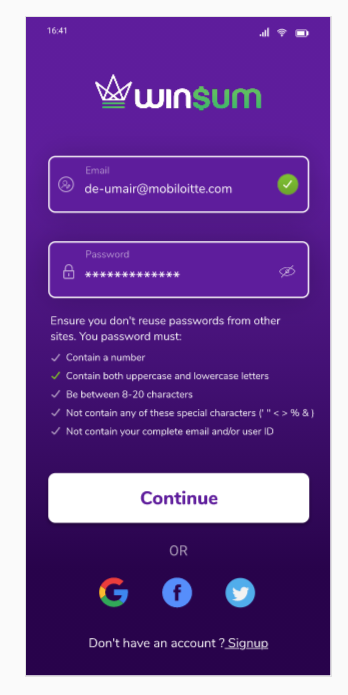 16:41
WIN$UM
Email
de-umair@mobiloitte.com
Password
*************
Ensure you don't reuse passwords from other
sites. You password must:
Contain a number
Contain both uppercase and lowercase letters
Be between 8-20 characters
Not contain any of these special characters (' " < > % & )
Not contain your complete email and/or user ID
Continue
OR
Don't have an account ? Signup